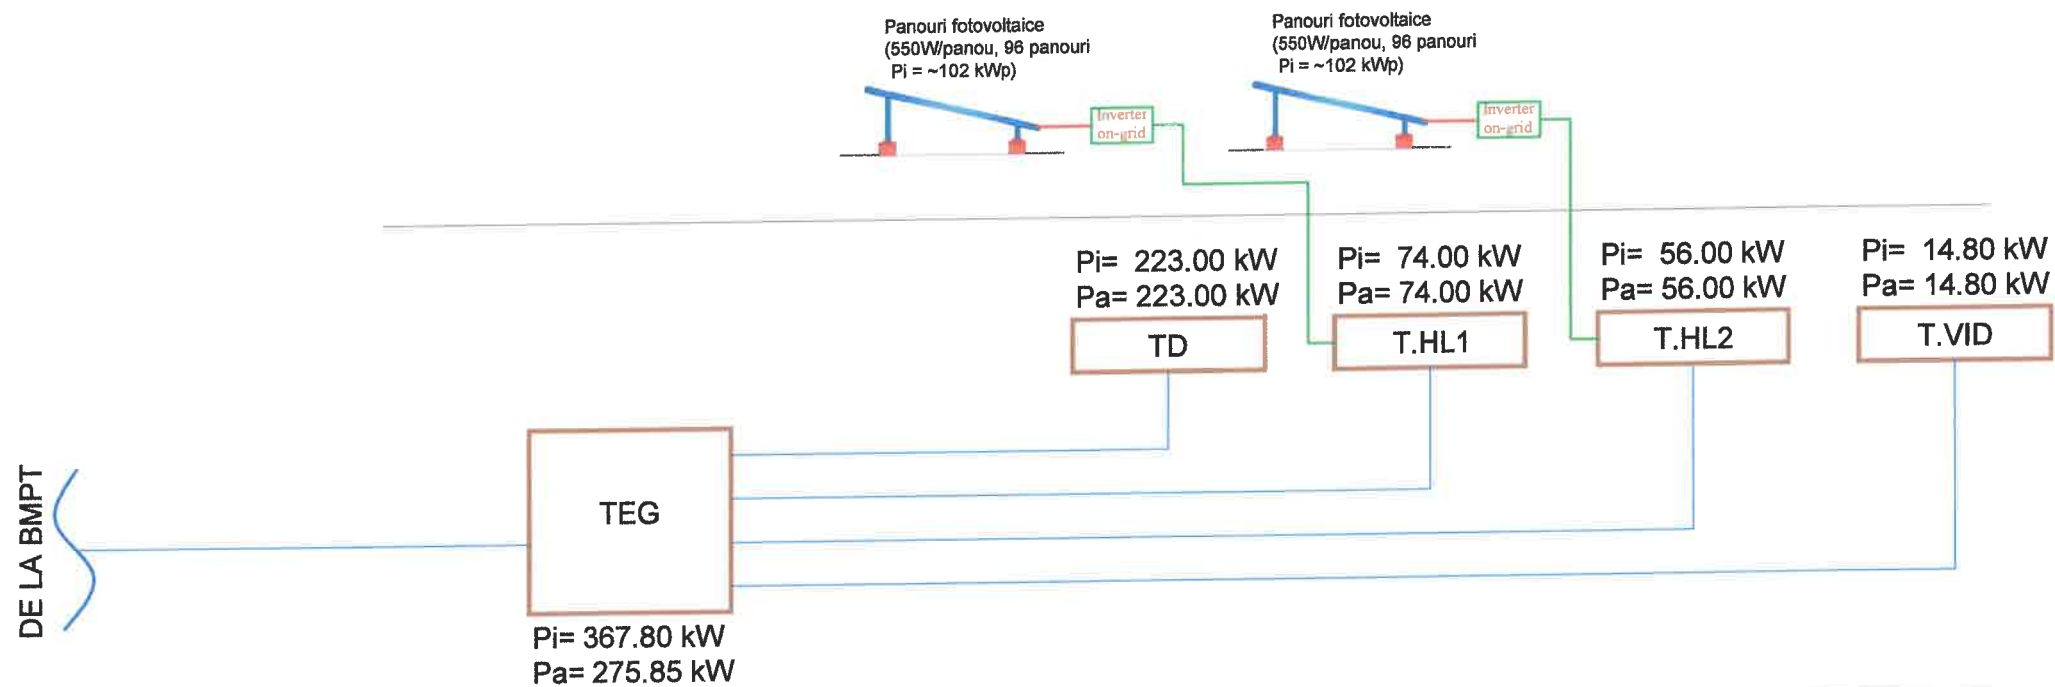 Panouri fotovoltaice
(550W/panou, 96 panouri
Pi = ~102 kWp)
Inverter
on-grid
Panouri fotovoltaice
(550W/panou, 96 panouri
Pi = ~102 kWp)
Inverter
on-grid
Pi= 223.00 kW
Pa= 223.00 kW
TD
Pi= 74.00 kW
Pa= 74.00 kW
T.HL1
Pi= 56.00 kW
Pa= 56.00 kW
T.HL2
Pi= 14.80 kW
Pa= 14.80 kW
T.VID
DE LA BMPT
TEG
Pi= 367.80 kW
Pa= 275.85 kW